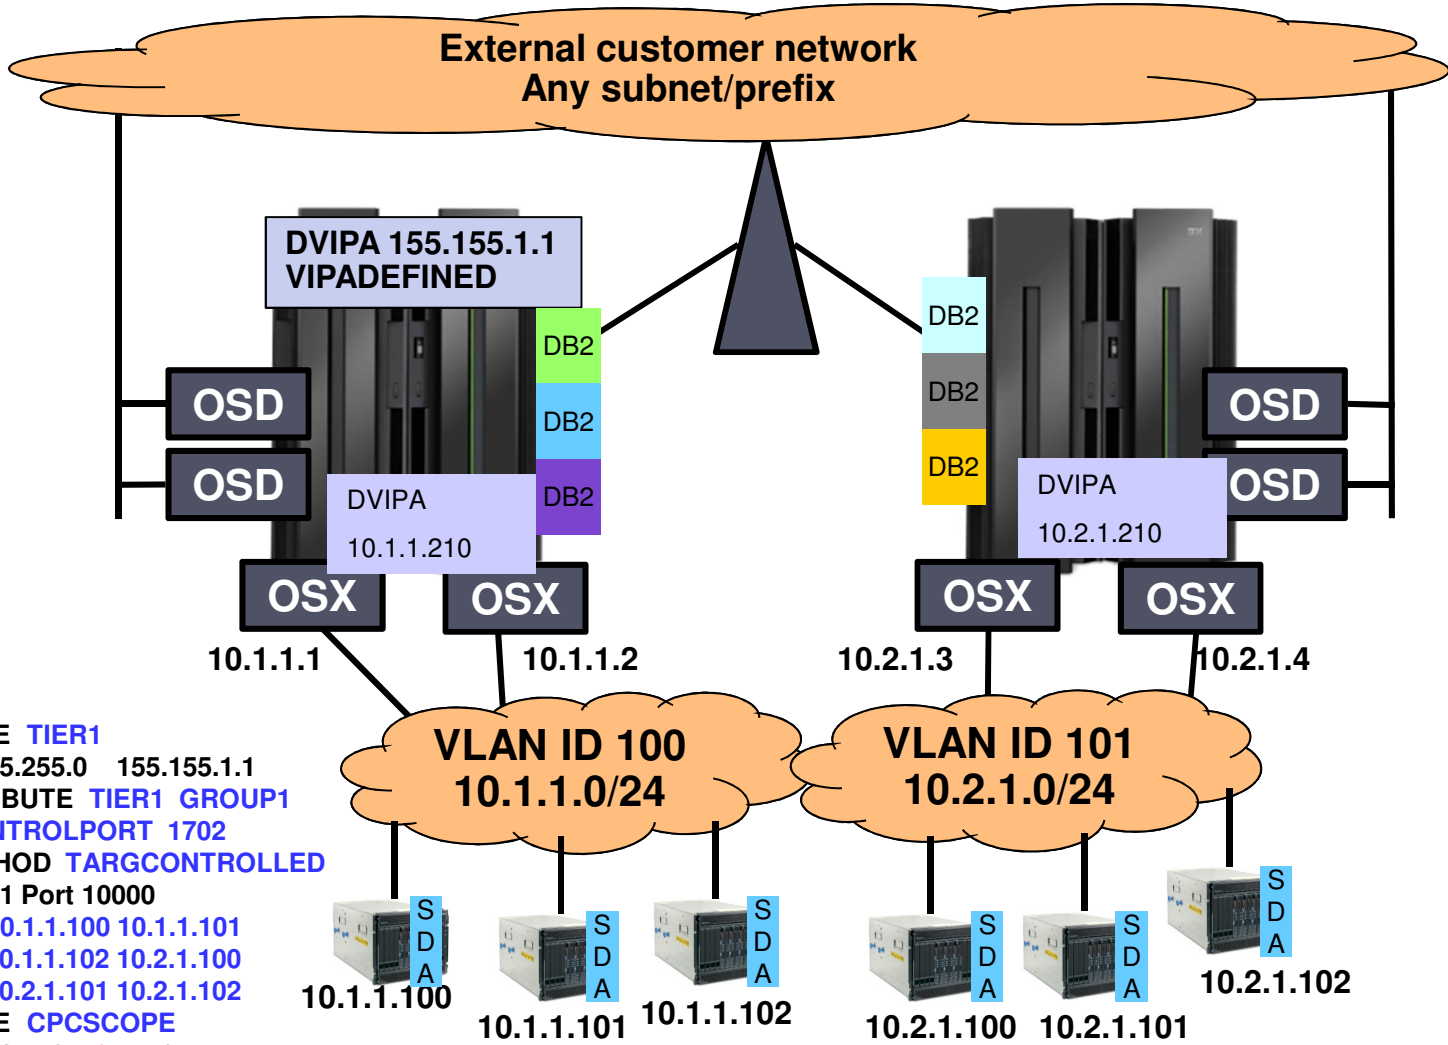 External customer network
Any subnet/prefix
DVIPA 155.155.1.1
VIPADEFINED
DB2
DB2
DB2
DB2
DB2
DB2
OSD
OSD
OSD
OSD
DVIPA
10.1.1.210
DVIPA
10.2.1.210
OSX
OSX
OSX
OSX
10.1.1.1
10.1.1.2
10.2.1.3
10.2.1.4
VLAN ID 100
10.1.1.0/24
VLAN ID 101
10.2.1.0/24
E TIER1
5.255.0 155.155.1.1
BUTE TIER1 GROUP1
NTROLPORT 1702
HOD TARGCONTROLLED
1 Port 10000
0.1.1.100 10.1.1.101
0.1.1.102 10.2.1.100
0.2.1.101 10.2.1.102
E CPCSCOPE
S
D
A
S
D
A
S
D
A
S
D
A
S
D
A
S
D
A
10.1.1.100
10.1.1.101
10.1.1.102
10.2.1.100
10.2.1.101
10.2.1.102